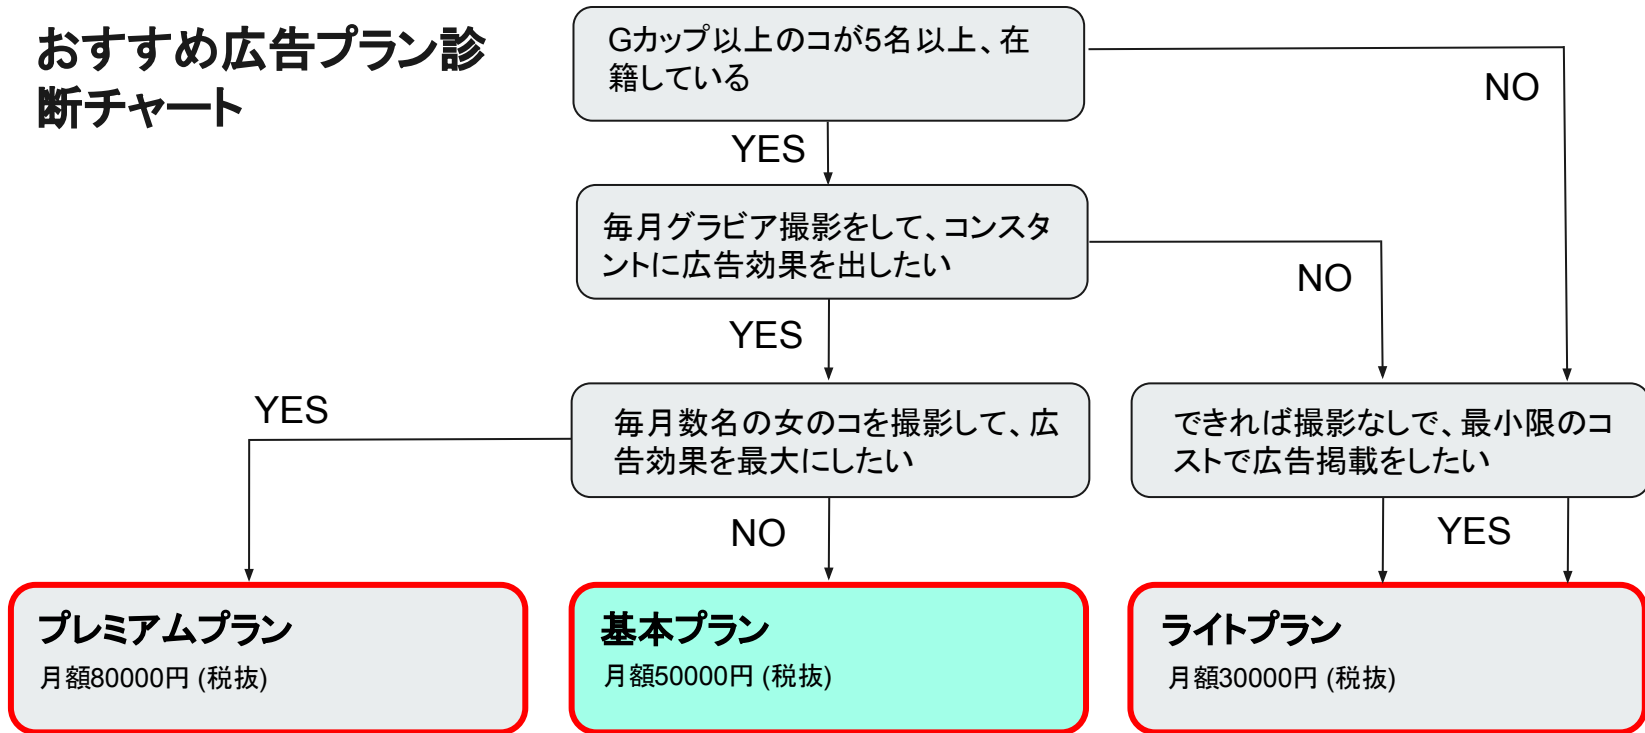 おすすめ広告プラン診
断チャート
Gカップ以上のコが5名以上、在
籍している
NO
YES
毎月グラビア撮影をして、コンスタ
ントに広告効果を出したい
NO
YES
YES
毎月数名の女のコを撮影して、広
告効果を最大にしたい
できれば撮影なしで、最小限のコ
ストで広告掲載をしたい
NO
YES
プレミアムプラン
月額80000円 (税抜)
基本プラン
月額50000円 (税抜)
ライトプラン
月額30000円 (税抜)